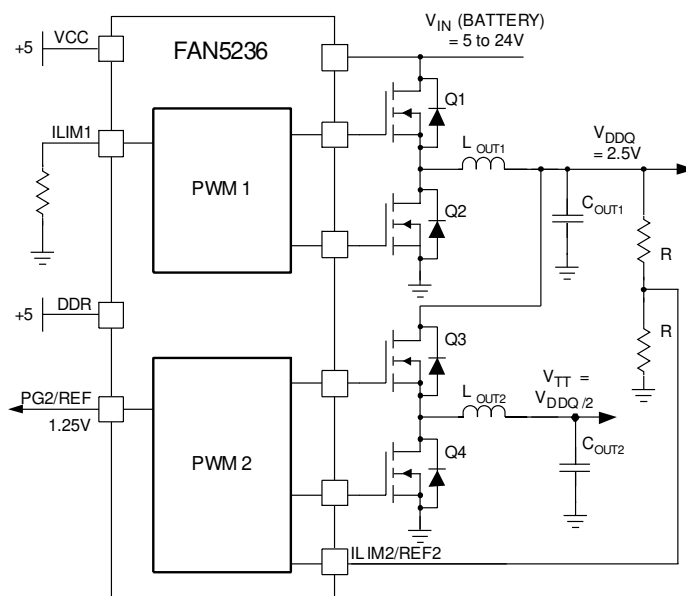 VCC
+5
FAN5236
VIN (BATTERY)
= 5 to 24V
Q1
ILIM1
PWM 1
LOUT1
VDDQ
= 2.5V
Q2
COUT1
R
DDR
+5
Q3
R
PG2/REF
1.25V
PWM 2
LOUT2
VTT =
VDDQ/2
Q4
COUT2
ILIM2/REF2